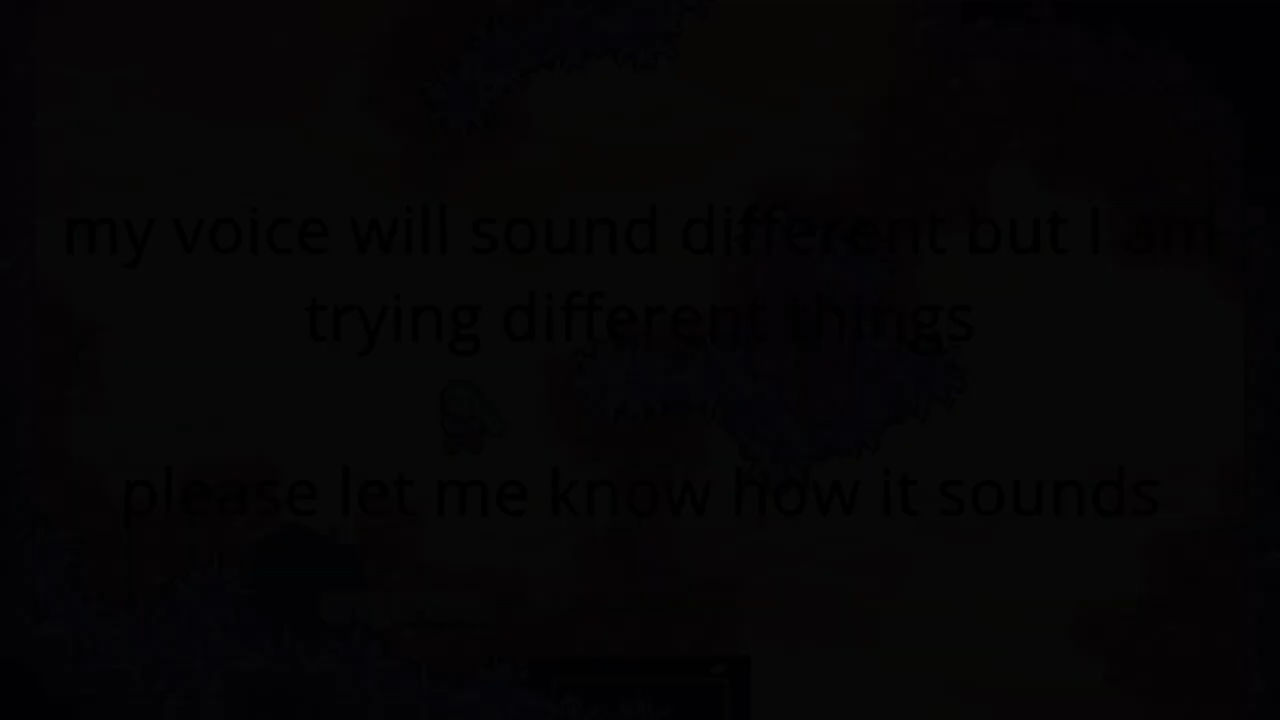 my voice will sound different but I am
trying different things
please let me know how it sounds